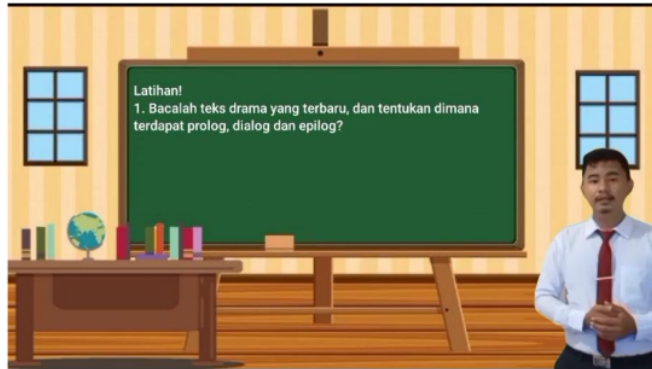 Latihan!
1. Bacalah teks drama yang terbaru, dan tentukan dimana
terdapat prolog, dialog dan epilog?